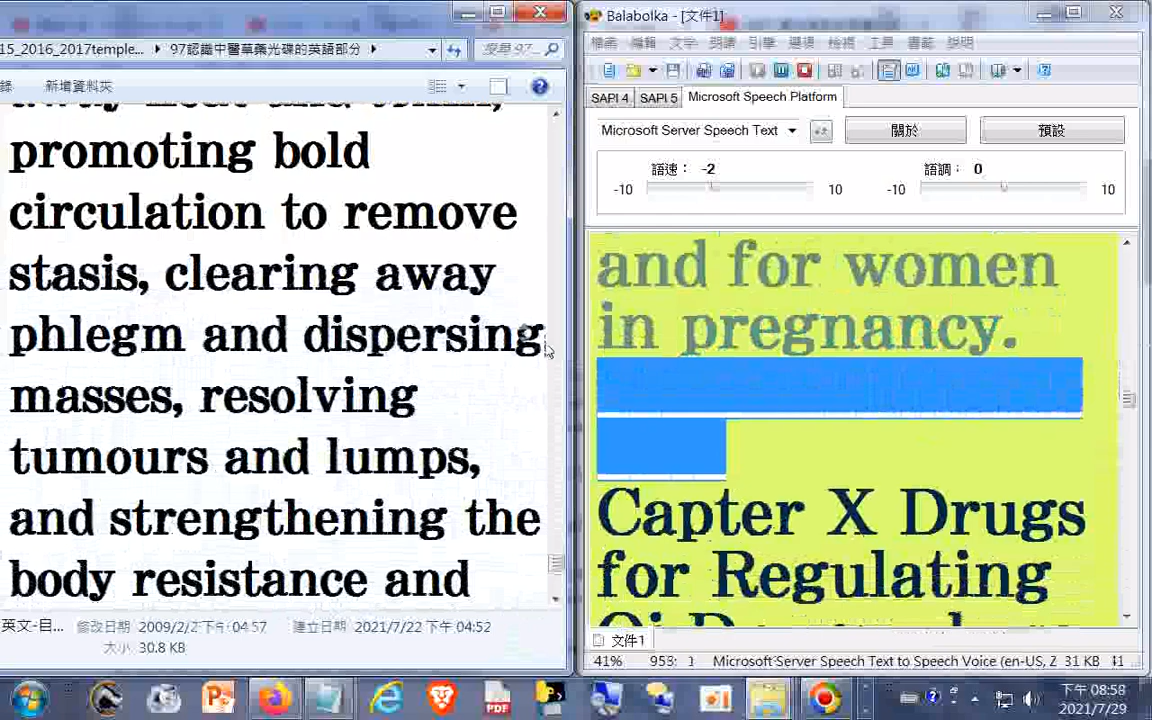 15_2016_2017temple...
97認識中醫草藥光碟的英語部分
搜尋 97...
新增資料夾
promoting bold
circulation to remove
stasis, clearing away
phlegm and dispersing
masses, resolving
tumours and lumps,
and strengthening the
body resistance and
英文-目...
修改日期 2009/2/2 下午 04:57
建立日期 2021/7/22 下午 04:52
大小 30.8 KB
Balabolka - [文件1]
檔案 編輯 文字 朗讀 引擎 選項 檢視 工具 書籤 說明
SAPI 4 SAPI 5 Microsoft Speech Platform
Microsoft Server Speech Text
關於
預設
語速: -2
語調: 0
-10 10 -10 10
and for women
in pregnancy.
Capter X Drugs
for Regulating
文件1
41% 953: 1 Microsoft Server Speech Text to Speech Voice (en-US, Z 31 KB
PDF
下午 08:58
2021/7/29